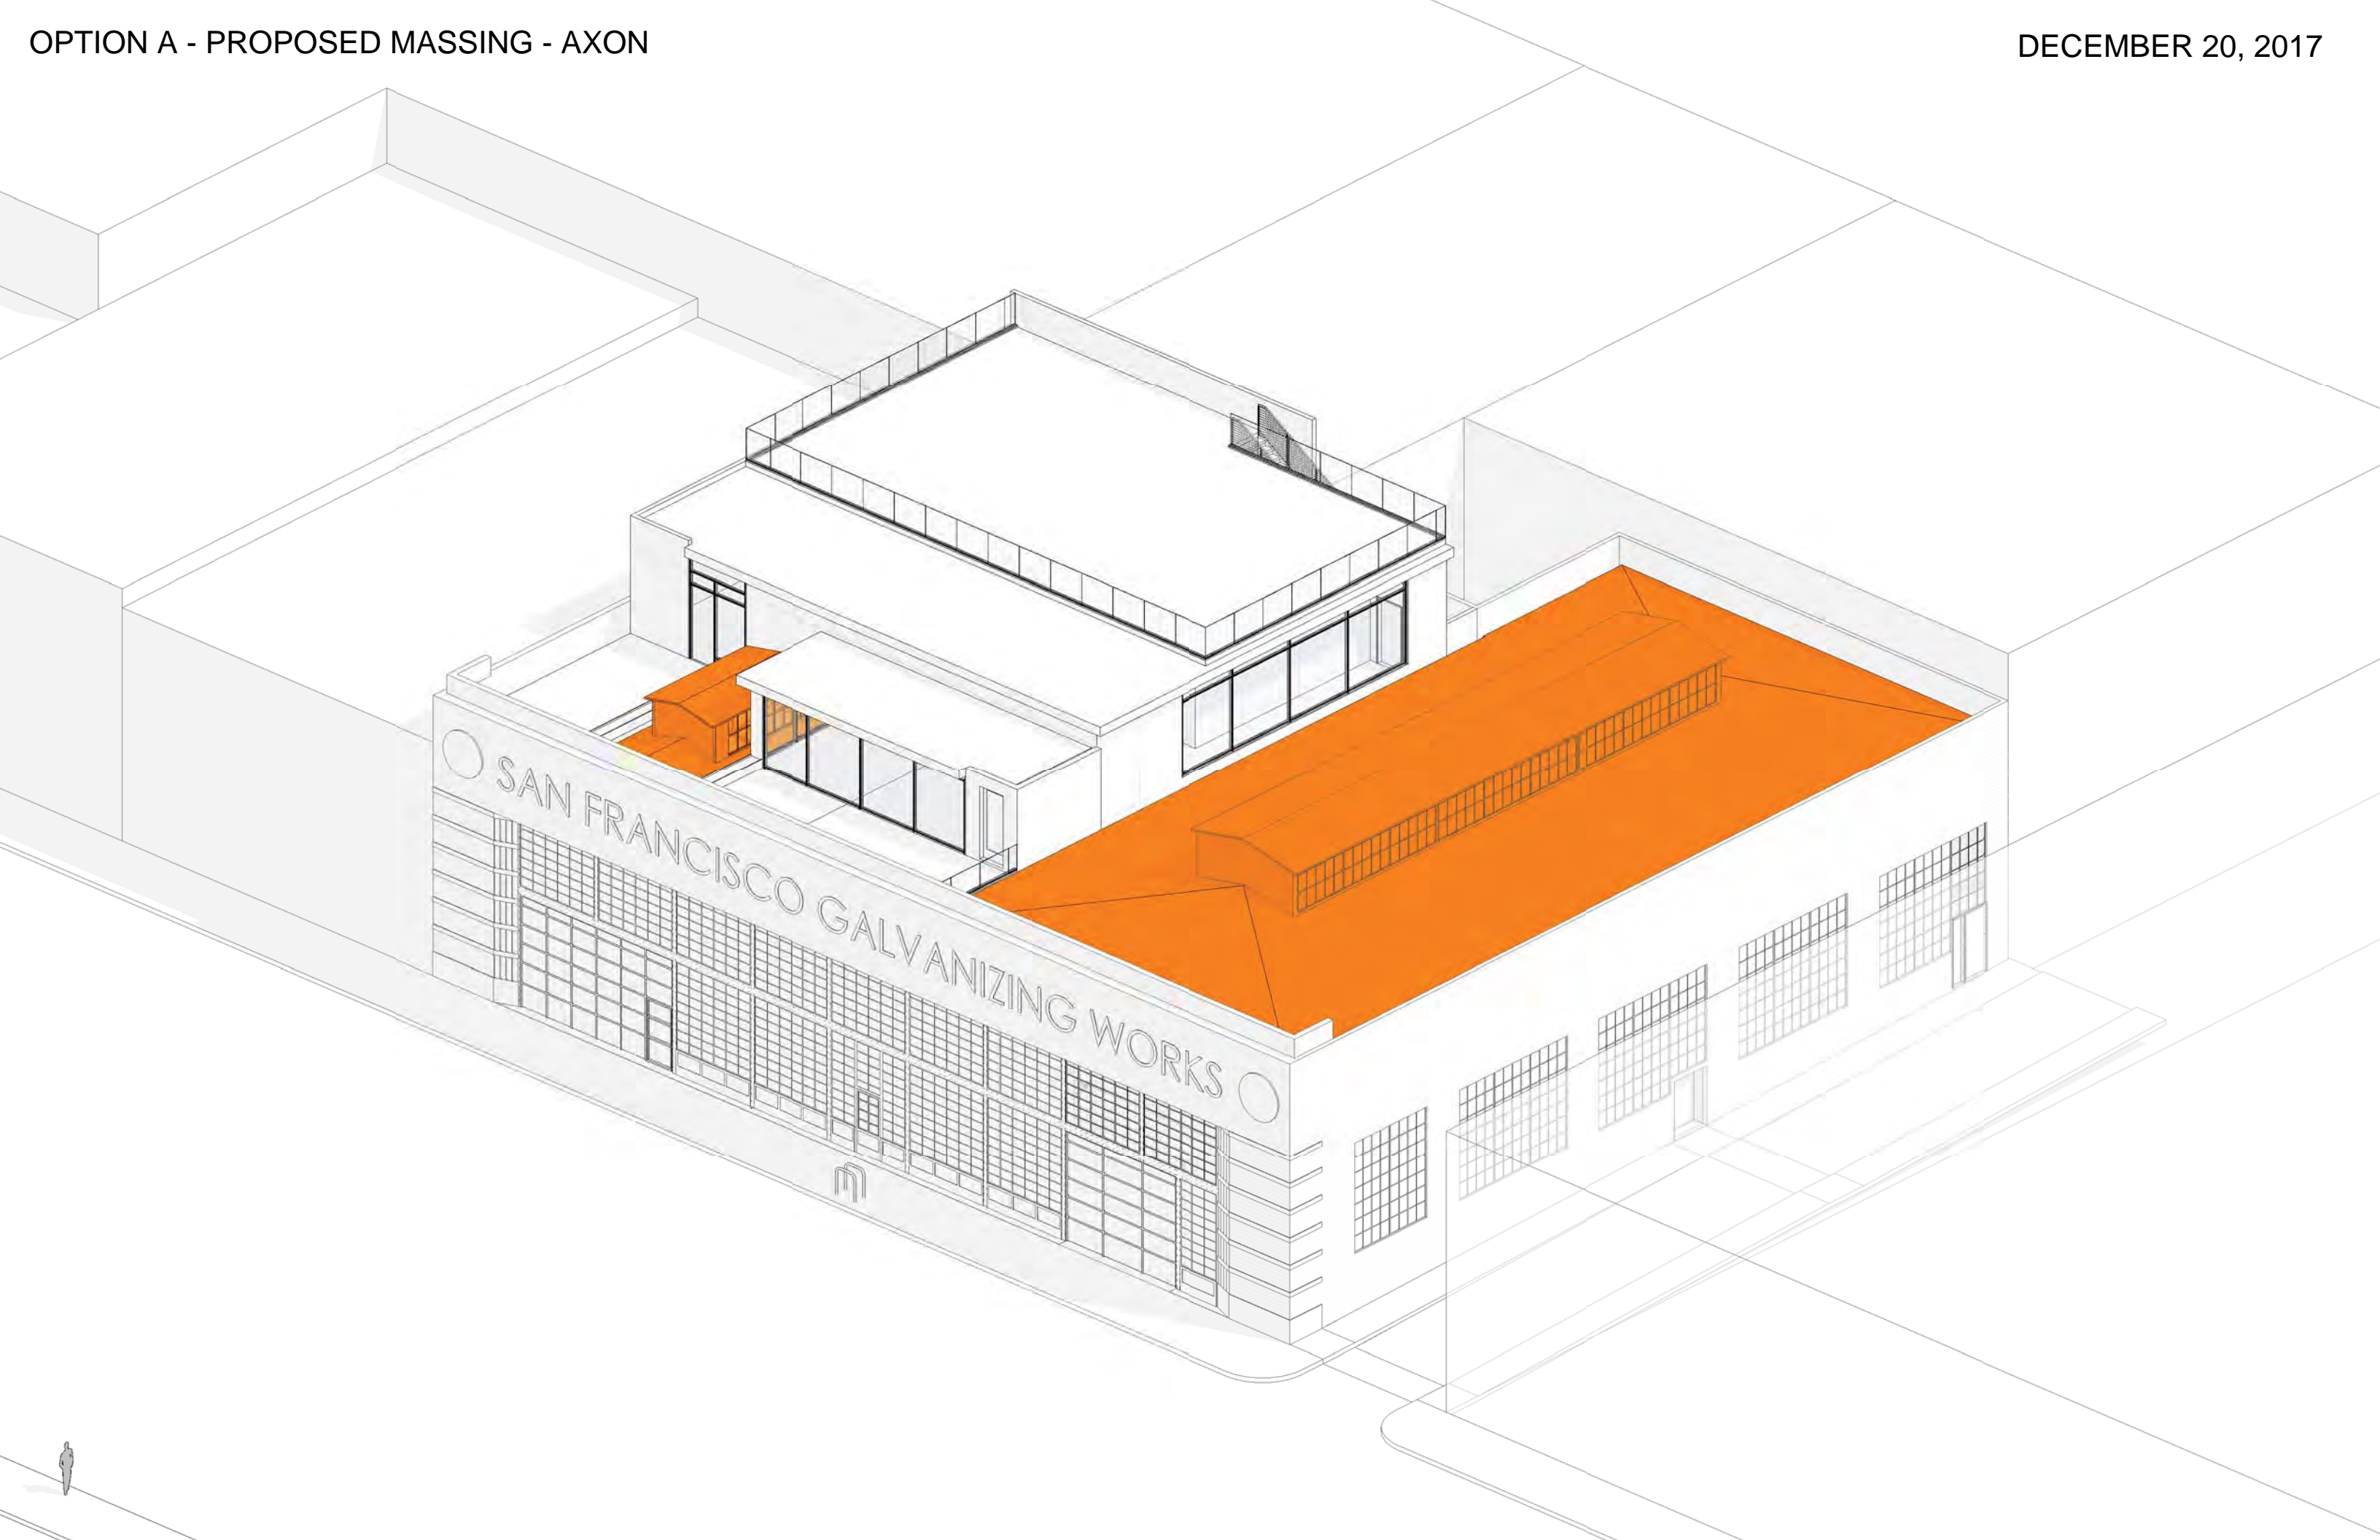 OPTION A - PROPOSED MASSING - AXON
DECEMBER 20, 2017
SAN FRANCISCO GALVANIZING WORKS